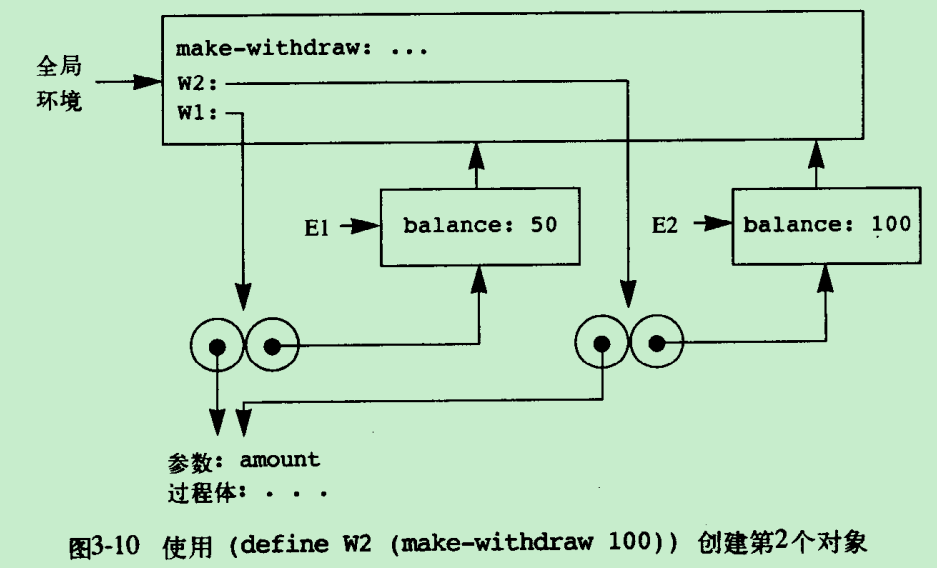 make-withdraw: ...
全局
环境
W2:
W1:
E1
balance: 50
E2
balance: 100
参数: amount
过程体: . . .
图3-10 使用 (define W2 (make-withdraw 100)) 创建第2个对象